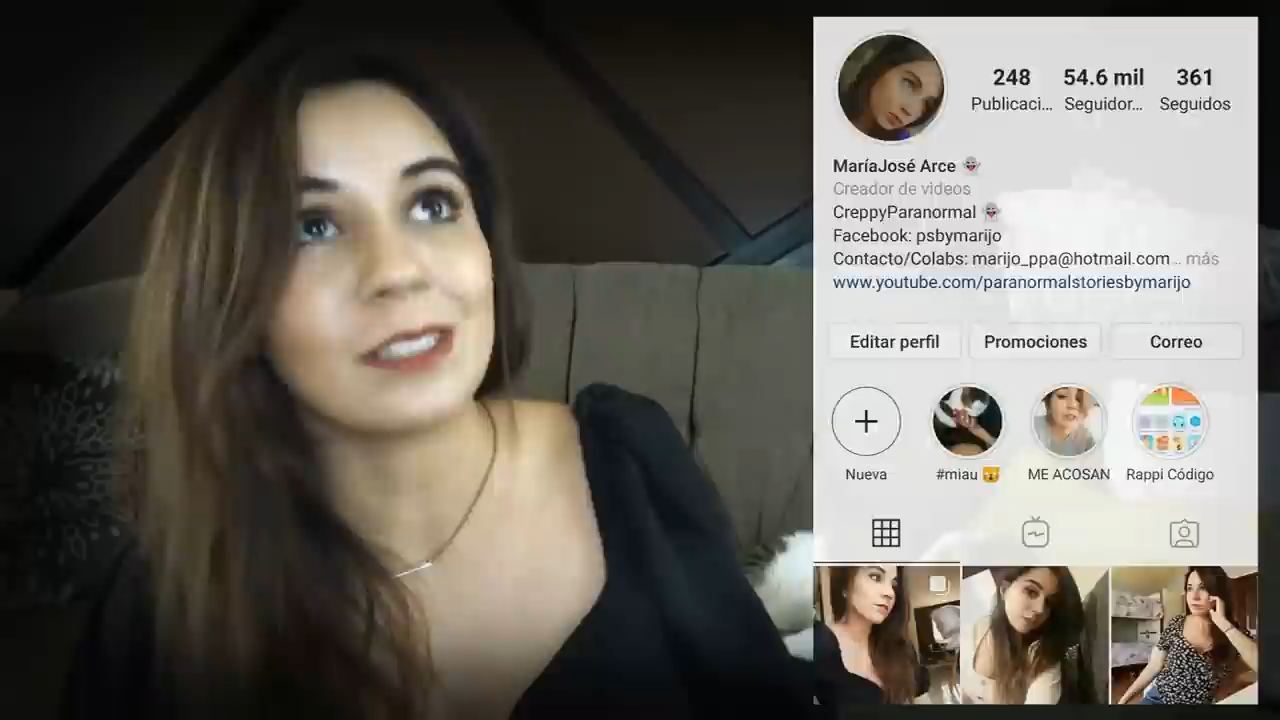 248 54.6 mil 361
Publicaci... Seguidor... Seguidos
MaríaJosé Arce 👻
Creador de videos
CreppyParanormal 👻
Facebook: psbymarijo
Contacto/Colabs: marijo_ppa@hotmail.com... más
www.youtube.com/paranormalstoriesbymarijo
Editar perfil Promociones Correo
Nueva #miau 🐱 ME ACOSAN Rappi Código